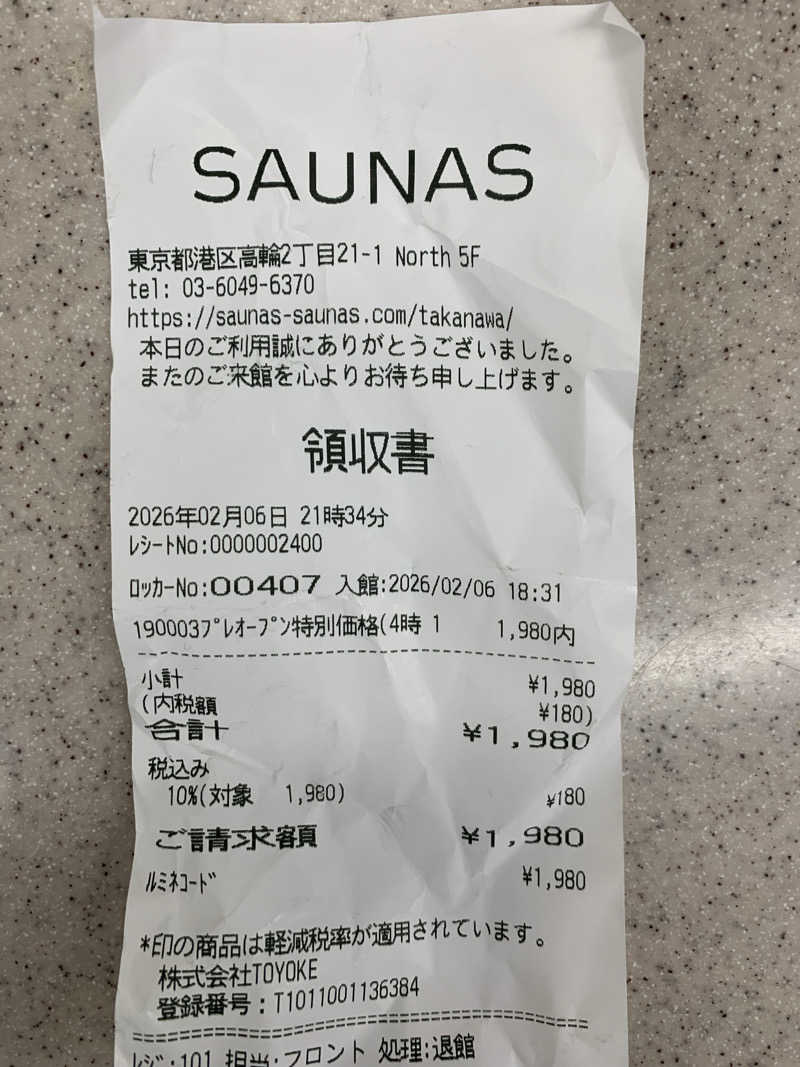 SAUNAS
東京都港区高輪2丁目21-1 North 5F
tel: 03-6049-6370
https://saunas-saunas.com/takanawa/
本日のご利用誠にありがとうございました。
またのご来館を心よりお待ち申し上げます。
領収書
2026年02月06日 21時34分
ﾚｼｰﾄNo:0000002400
ﾛｯｶｰNo:00407 入館:2026/02/06 18:31
190003ﾌﾟﾚｵｰﾌﾟﾝ特別価格(4時 1 1,980内
小計 ¥1,980
(内税額 ¥180)
合計 ¥1,980
税込み
10%(対象 1,980) ¥180
ご請求額 ¥1,980
ﾙﾐﾈｺｰﾄﾞ ¥1,980
*印の商品は軽減税率が適用されています。
株式会社TOYOKE
登録番号:T1011001136384
ﾚｼﾞ:101 担当:フロント 処理:退館